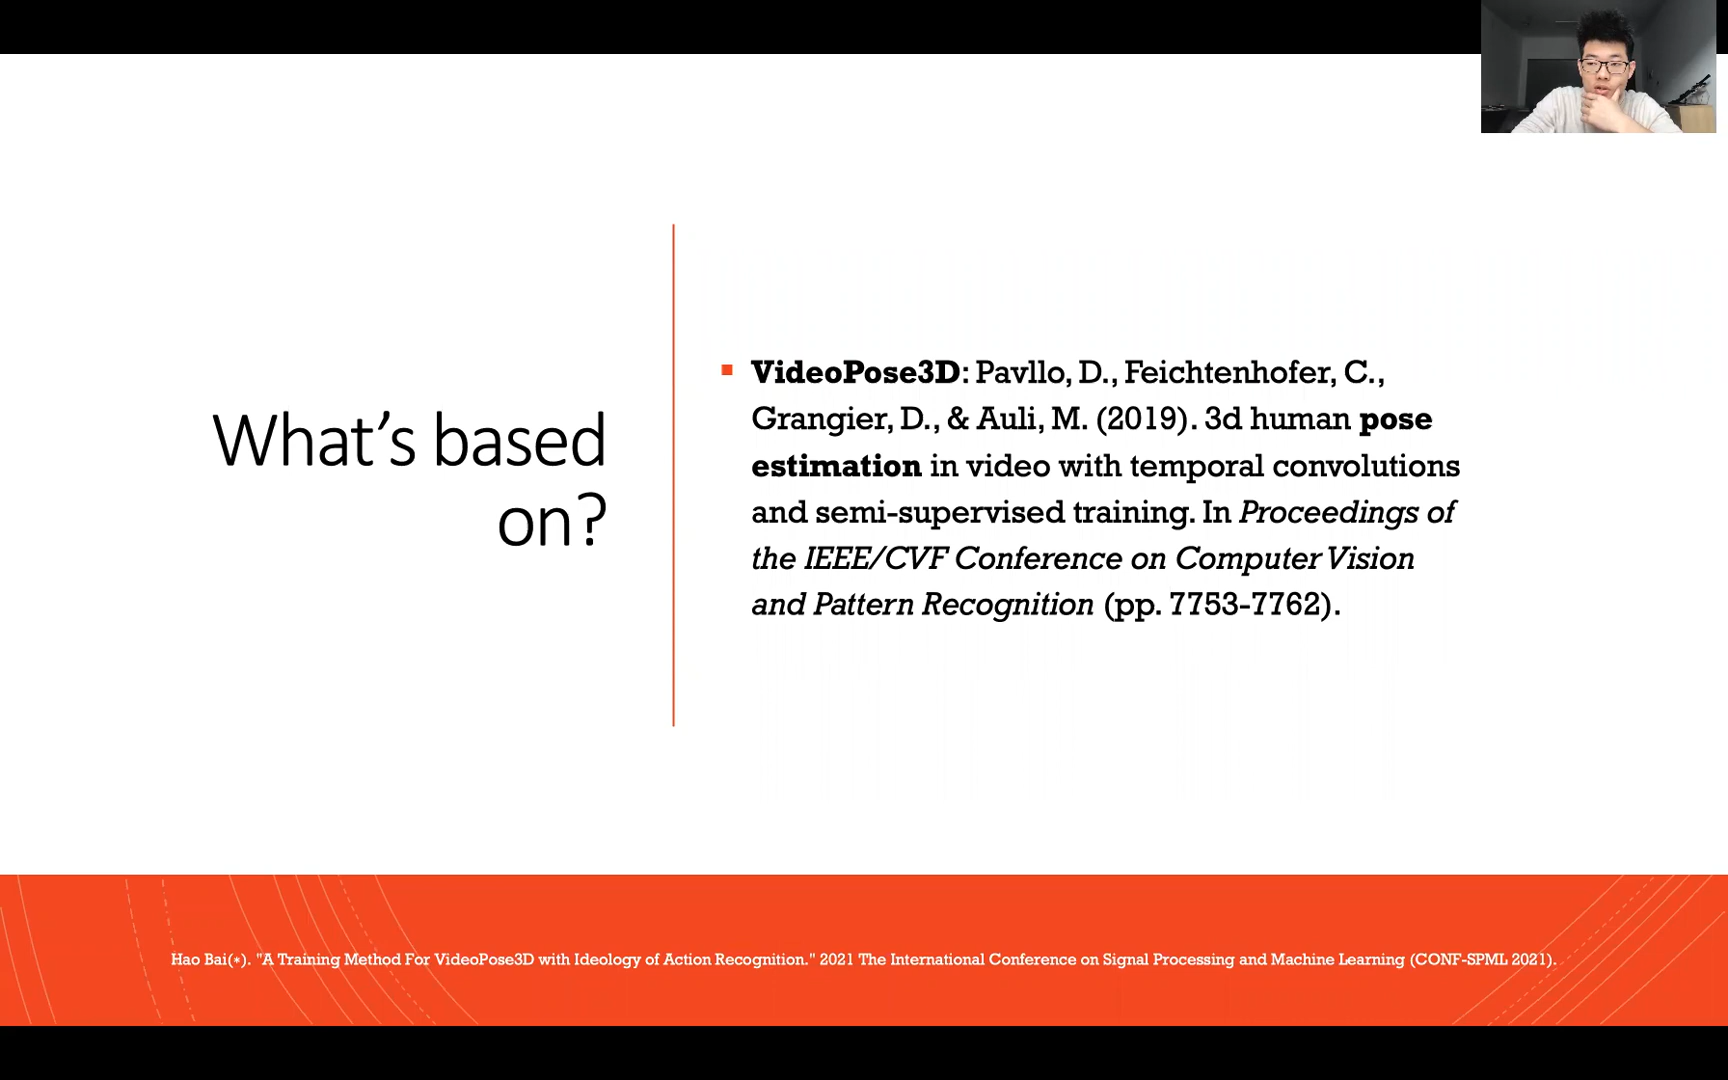 What's based
on?
VideoPose3D: Pavllo, D., Feichtenhofer, C.,
Grangier, D., & Auli, M. (2019). 3d human pose
estimation in video with temporal convolutions
and semi-supervised training. In Proceedings of
the IEEE/CVF Conference on Computer Vision
and Pattern Recognition (pp. 7753-7762).
Hao Bai(*). "A Training Method For VideoPose3D with Ideology of Action Recognition." 2021 The International Conference on Signal Processing and Machine Learning (CONF-SPML 2021).